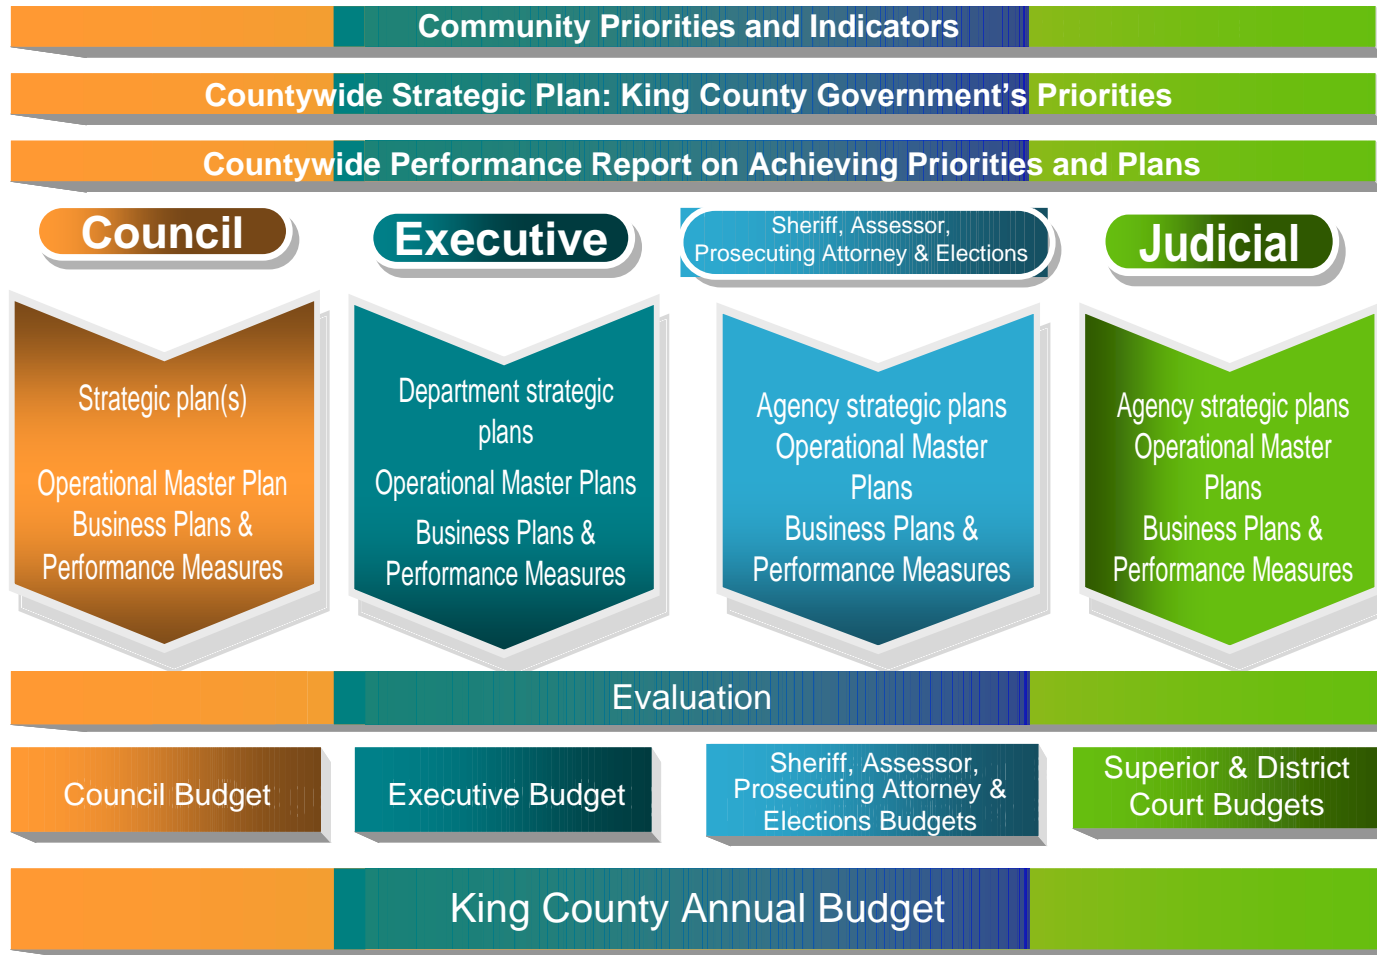 Community Priorities and Indicators
Countywide Strategic Plan: King County Government's Priorities
Countywide Performance Report on Achieving Priorities and Plans
Council
Executive
Sheriff, Assessor,
Prosecuting Attorney & Elections
Judicial
Strategic plan(s)
Operational Master Plan
Business Plans &
Performance Measures
Department strategic
plans
Operational Master Plans
Business Plans &
Performance Measures
Agency strategic plans
Operational Master
Plans
Business Plans &
Performance Measures
Agency strategic plans
Operational Master
Plans
Business Plans &
Performance Measures
Evaluation
Council Budget
Executive Budget
Sheriff, Assessor,
Prosecuting Attorney &
Elections Budgets
Superior & District
Court Budgets
King County Annual Budget